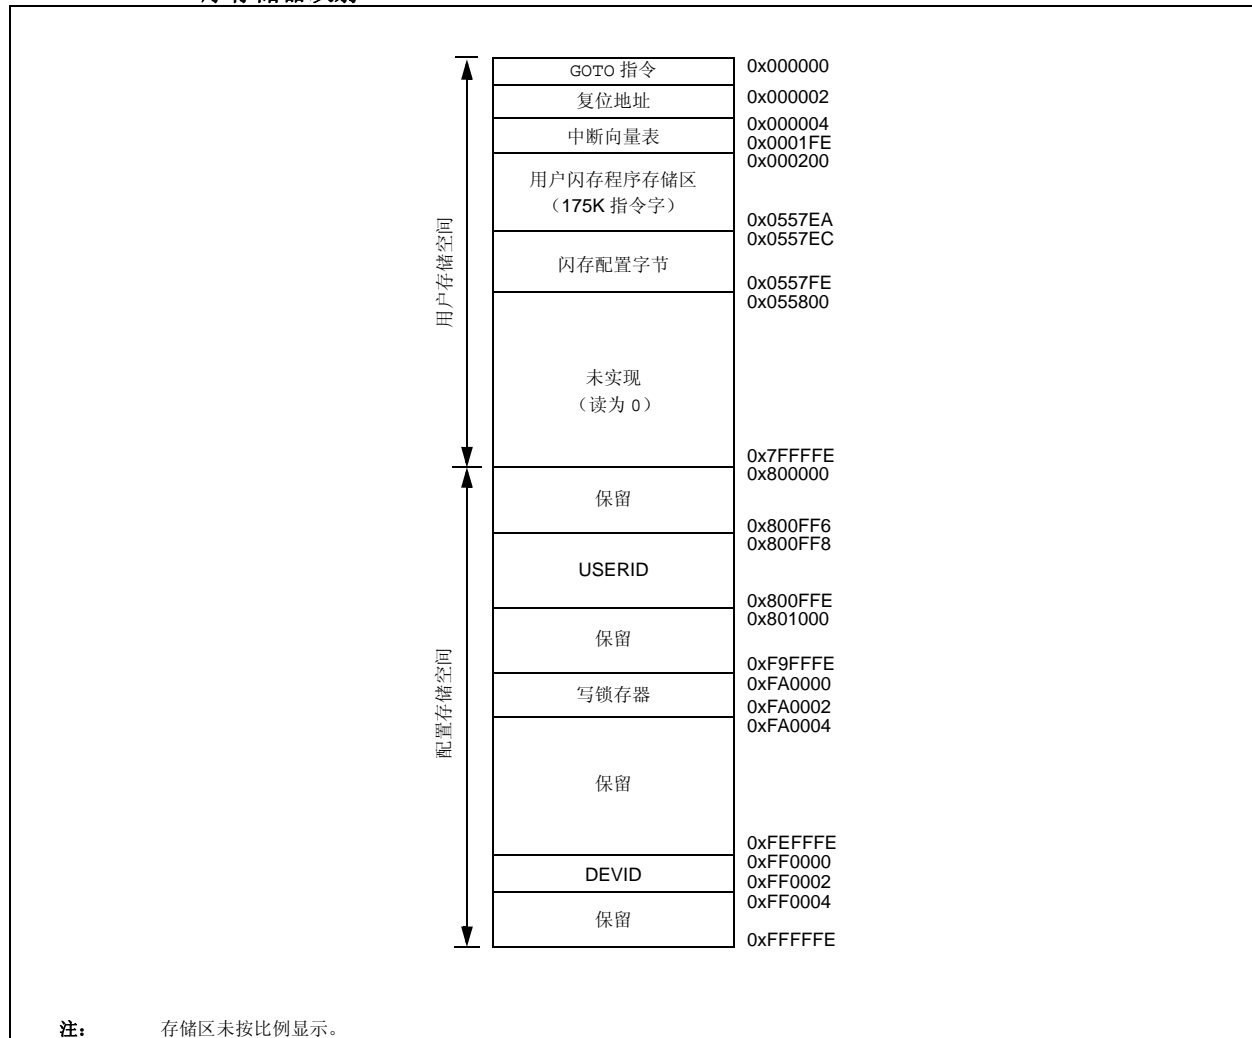 GOTO 指令
0x000000
复位地址
0x000002
中断向量表
0x000004
0x0001FE
0x000200
用户闪存程序存储区
（175K 指令字）
0x0557EA
0x0557EC
闪存配置字节
0x0557FE
0x055800
用户存储空间
未实现
（读为 0）
0x7FFFFE
0x800000
保留
0x800FF6
0x800FF8
USERID
0x800FFE
0x801000
保留
0xF9FFFE
0xFA0000
写锁存器
0xFA0002
0xFA0004
配置存储空间
保留
0xFEFFFE
0xFF0000
DEVID
0xFF0002
0xFF0004
保留
0xFFFFFE
注： 存储区未按比例显示。